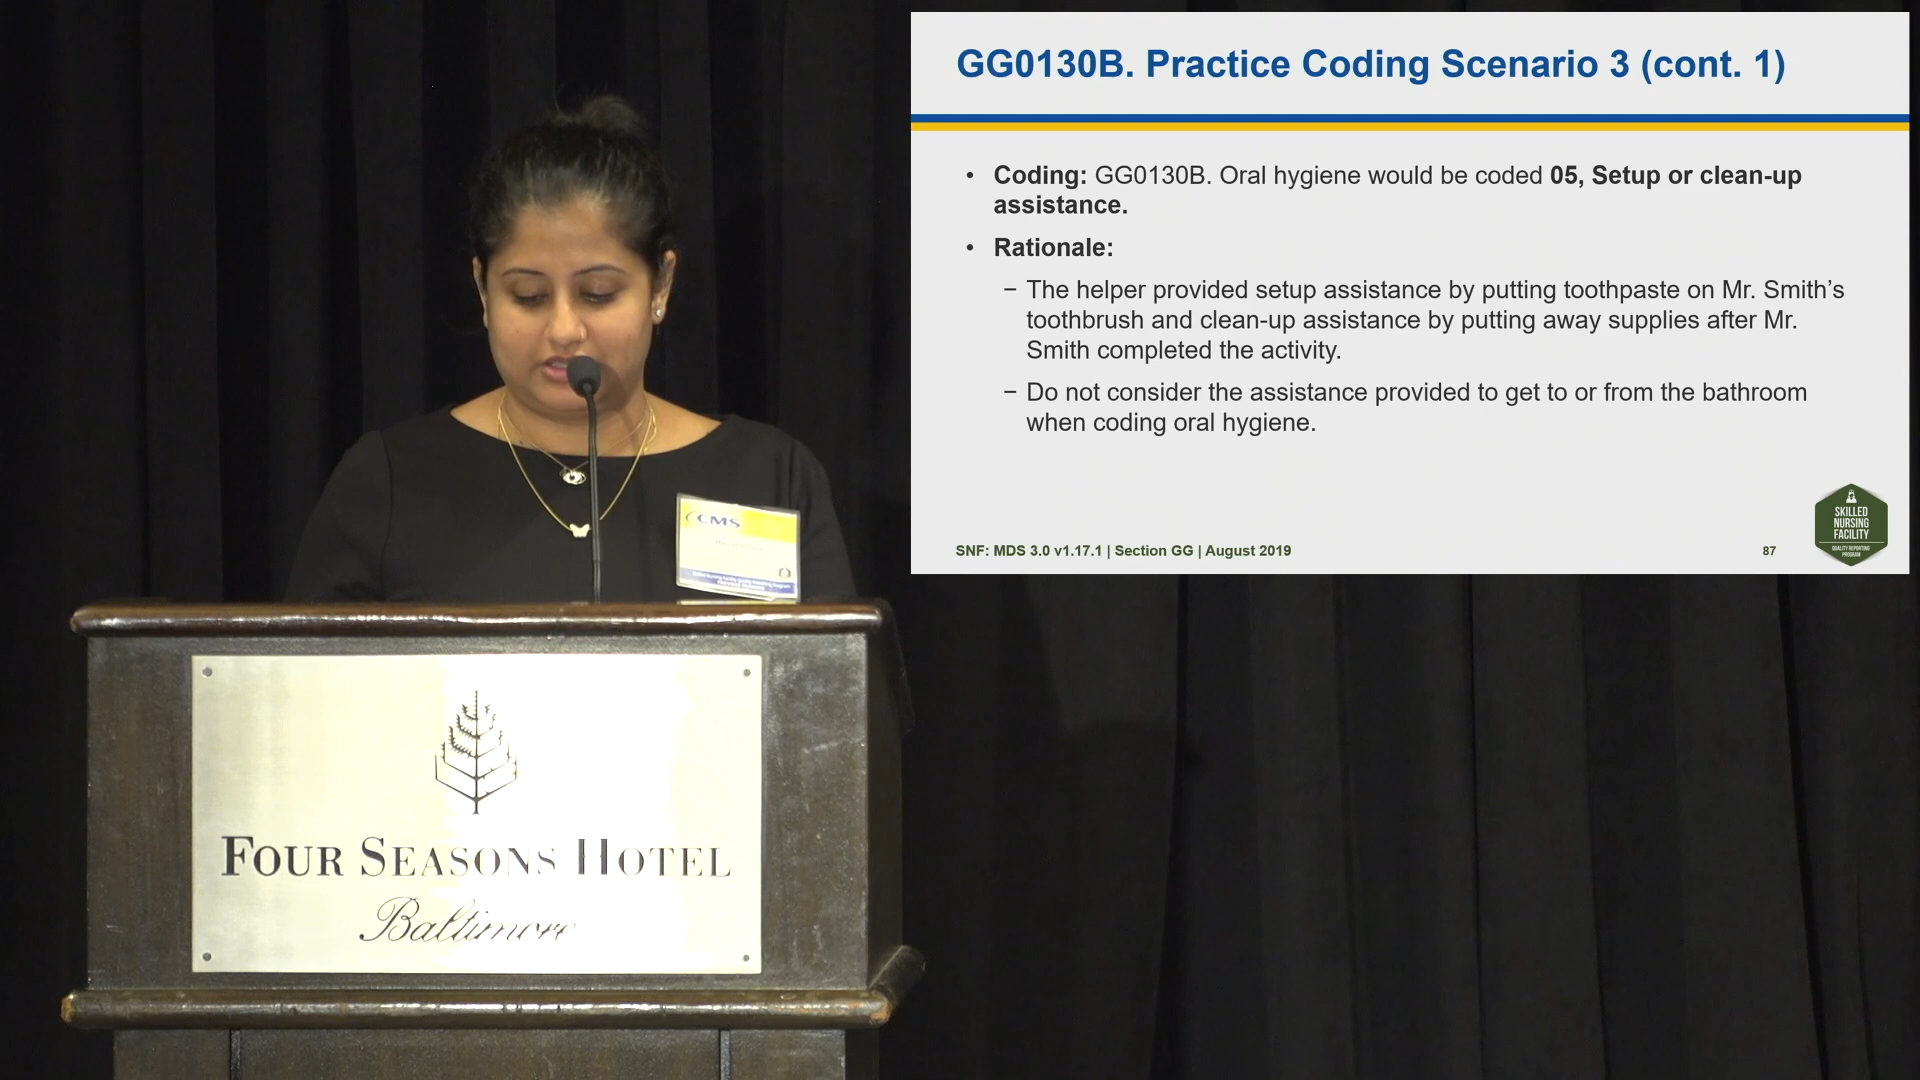 GG0130B. Practice Coding Scenario 3 (cont. 1)
• Coding: GG0130B. Oral hygiene would be coded 05, Setup or clean-up
assistance.
• Rationale:
− The helper provided setup assistance by putting toothpaste on Mr. Smith’s
toothbrush and clean-up assistance by putting away supplies after Mr.
Smith completed the activity.
− Do not consider the assistance provided to get to or from the bathroom
when coding oral hygiene.
SNF: MDS 3.0 v1.17.1 | Section GG | August 2019
87
SKILLED
NURSING
FACILITY
QUALITY REPORTING
PROGRAM
CMS
FOUR SEASONS HOTEL
Baltimore